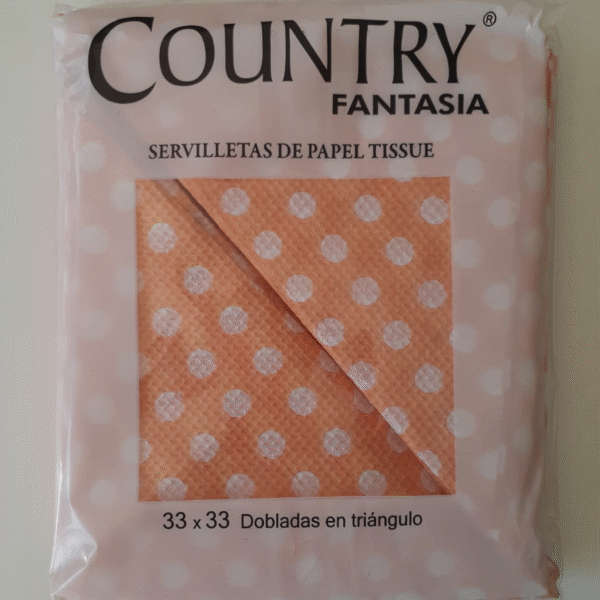 COUNTRY®
FANTASIA
SERVILLETAS DE PAPEL TISSUE
33 x 33 Dobladas en triángulo